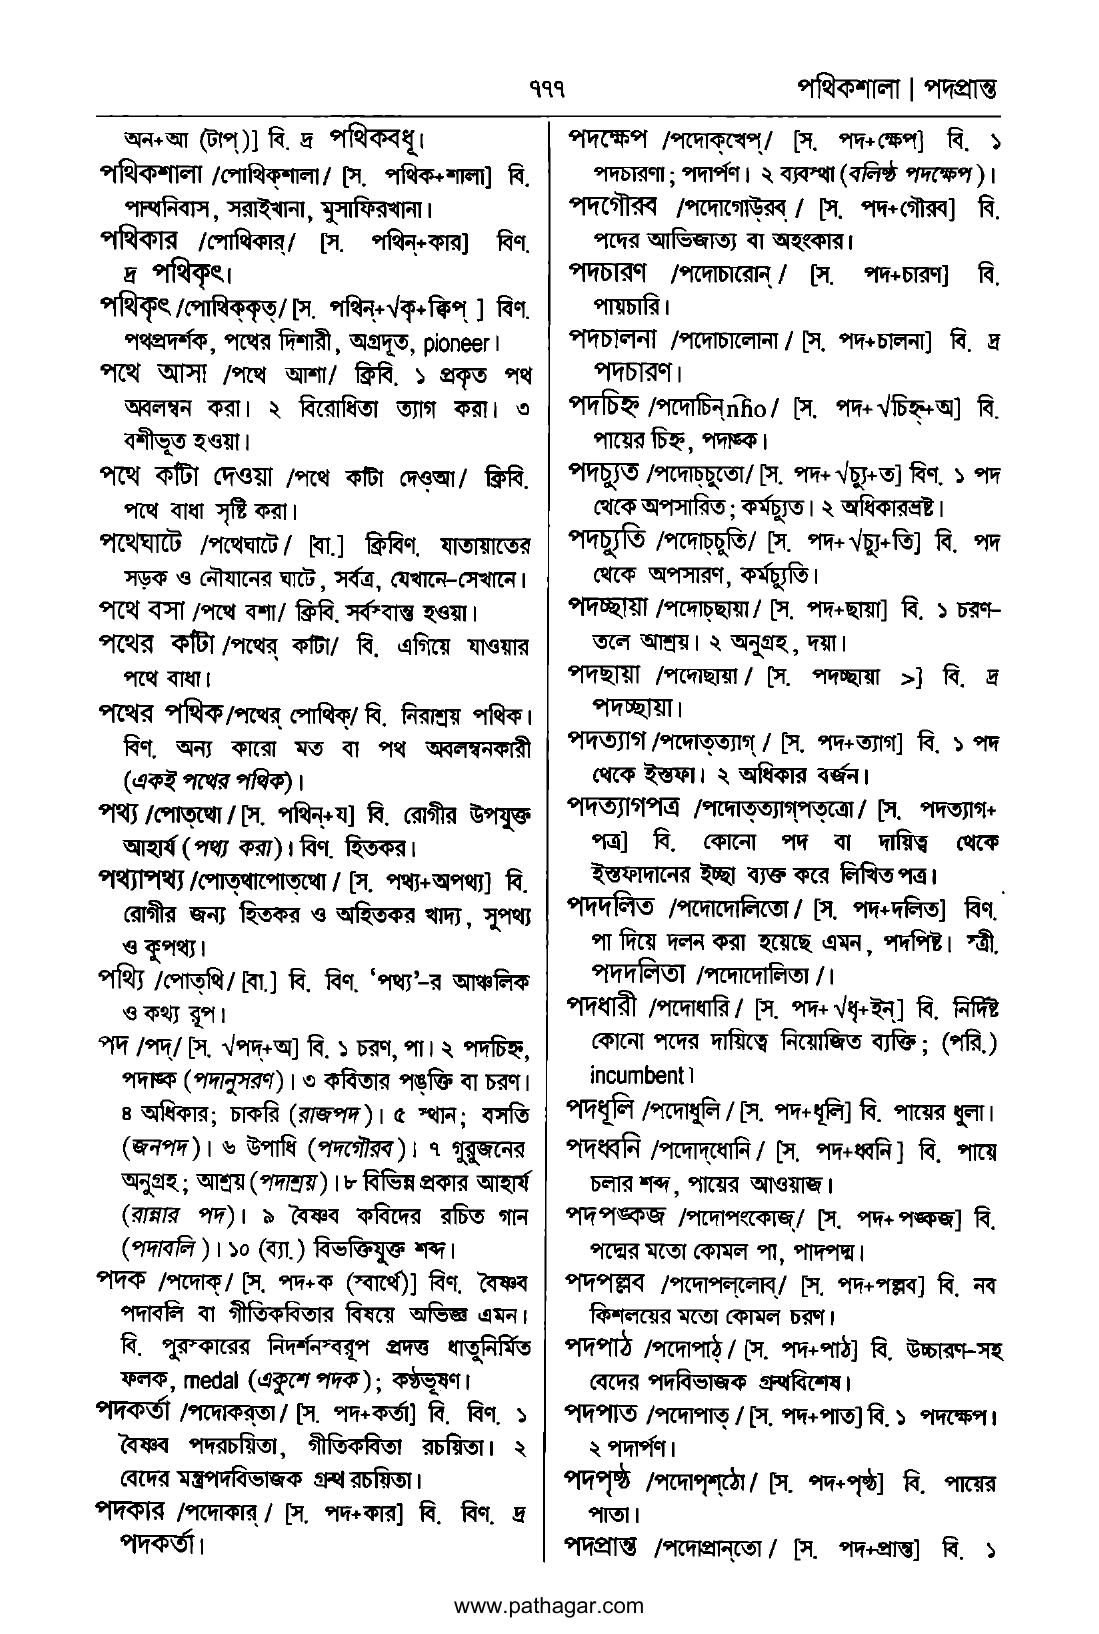 ৭৭৭
পথিকশালা | পদপ্রান্ত
অন+আ (টাপ্)] বি. দ্র পথিকবধূ।
পথিকশালা /পোথিক্‌শালা/ [স. পথিক+শালা] বি.
পান্থনিবাস, সরাইখানা, মুসাফিরখানা।
পথিকার /পোথিকার্/ [স. পথিন্+কার] বিণ.
দ্র পথিকৃৎ।
পথিকৃৎ /পোথিক্‌কৃত্/ [স. পথিন্+√কৃ+ক্বিপ্ ] বিণ.
পথপ্রদর্শক, পথের দিশারী, অগ্রদূত, pioneer।
পথে আসা /পথে আশা/ ক্রিবি. ১ প্রকৃত পথ
অবলম্বন করা। ২ বিরোধিতা ত্যাগ করা। ৩
বশীভূত হওয়া।
পথে কাঁটা দেওয়া /পথে কাঁটা দেওআ/ ক্রিবি.
পথে বাধা সৃষ্টি করা।
পথেঘাটে /পথেঘাটে/ [বা.] ক্রিবিণ. যাতায়াতের
সড়ক ও নৌযানের ঘাটে, সর্বত্র, যেখানে-সেখানে।
পথে বসা /পথে বশা/ ক্রিবি. সর্বস্বান্ত হওয়া।
পথের কাঁটা /পথের্ কাঁটা/ বি. এগিয়ে যাওয়ার
পথে বাধা।
পথের পথিক /পথের্ পোথিক্/ বি. নিরাশ্রয় পথিক।
বিণ. অন্য কারো মত বা পথ অবলম্বনকারী
(একই পথের পথিক)।
পথ্য /পোত্‌থো/ [স. পথিন্+য] বি. রোগীর উপযুক্ত
আহার্য (পথ্য করা)। বিণ. হিতকর।
পথ্যাপথ্য /পোত্‌থাপোত্‌থো/ [স. পথ্য+অপথ্য] বি.
রোগীর জন্য হিতকর ও অহিতকর খাদ্য, সুপথ্য
ও কুপথ্য।
পথ্যি /পোত্‌থি/ [বা.] বি. বিণ. ‘পথ্য’-র আঞ্চলিক
ও কথ্য রূপ।
পদ /পদ্/ [স. √পদ্+অ] বি. ১ চরণ, পা। ২ পদচিহ্ন,
পদাঙ্ক (পদানুসরণ)। ৩ কবিতার পঙ্‌ক্তি বা চরণ।
৪ অধিকার; চাকরি (রাজপদ)। ৫ স্থান; বসতি
(জনপদ)। ৬ উপাধি (পদগৌরব)। ৭ গুরুজনের
অনুগ্রহ; আশ্রয় (পদাশ্রয়)। ৮ বিভিন্ন প্রকার আহার্য
(রান্নার পদ)। ৯ বৈষ্ণব কবিদের রচিত গান
(পদাবলি)। ১০ (ব্যা.) বিভক্তিযুক্ত শব্দ।
পদক /পদোক্/ [স. পদ+ক (স্বার্থে)] বিণ. বৈষ্ণব
পদাবলি বা গীতিকবিতার বিষয়ে অভিজ্ঞ এমন।
বি. পুরস্কারের নিদর্শনস্বরূপ প্রদত্ত ধাতুনির্মিত
ফলক, medal (একুশে পদক); কণ্ঠভূষণ।
পদকর্তা /পদোকর্‌তা/ [স. পদ+কর্তা] বি. বিণ. ১
বৈষ্ণব পদরচয়িতা, গীতিকবিতা রচয়িতা। ২
বেদের মন্ত্রপদবিভাজক গ্রন্থ রচয়িতা।
পদকার /পদোকার্/ [স. পদ+কার] বি. বিণ. দ্র
পদকর্তা।
পদক্ষেপ /পদোক্‌খেপ্/ [স. পদ+ক্ষেপ] বি. ১
পদচারণা; পদার্পণ। ২ ব্যবস্থা (বলিষ্ঠ পদক্ষেপ)।
পদগৌরব /পদোগোউরব্/ [স. পদ+গৌরব] বি.
পদের আভিজাত্য বা অহংকার।
পদচারণ /পদোচারোন্/ [স. পদ+চারণ] বি.
পায়চারি।
পদচালনা /পদোচালোনা/ [স. পদ+চালনা] বি. দ্র
পদচারণ।
পদচিহ্ন /পদোচিন্‌ñho/ [স. পদ+√চিহ্ন+অ] বি.
পায়ের চিহ্ন, পদাঙ্ক।
পদচ্যুত /পদোচ্‌চুতো/ [স. পদ+√চ্যু+ত] বিণ. ১ পদ
থেকে অপসারিত; কর্মচ্যুত। ২ অধিকারভ্রষ্ট।
পদচ্যুতি /পদোচ্‌চুতি/ [স. পদ+√চ্যু+তি] বি. পদ
থেকে অপসারণ, কর্মচ্যুতি।
পদচ্ছায়া /পদোচ্‌ছায়া/ [স. পদ+ছায়া] বি. ১ চরণ-
তলে আশ্রয়। ২ অনুগ্রহ, দয়া।
পদছায়া /পদোছায়া/ [স. পদচ্ছায়া >] বি. দ্র
পদচ্ছায়া।
পদত্যাগ /পদোত্‌ত্যাগ্/ [স. পদ+ত্যাগ] বি. ১ পদ
থেকে ইস্তফা। ২ অধিকার বর্জন।
পদত্যাগপত্র /পদোত্‌ত্যাগ্‌পত্‌ত্রো/ [স. পদত্যাগ+
পত্র] বি. কোনো পদ বা দায়িত্ব থেকে
ইস্তফাদানের ইচ্ছা ব্যক্ত করে লিখিত পত্র।
পদদলিত /পদোদোলিতো/ [স. পদ+দলিত] বিণ.
পা দিয়ে দলন করা হয়েছে এমন, পদপিষ্ট। স্ত্রী.
পদদলিতা /পদোদোলিতা/।
পদধারী /পদোধারি/ [স. পদ+√ধৃ+ইন্] বি. নির্দিষ্ট
কোনো পদের দায়িত্বে নিয়োজিত ব্যক্তি; (পরি.)
incumbent।
পদধূলি /পদোধুলি/ [স. পদ+ধূলি] বি. পায়ের ধুলা।
পদধ্বনি /পদোদ্‌ধোনি/ [স. পদ+ধ্বনি] বি. পায়ে
চলার শব্দ, পায়ের আওয়াজ।
পদপঙ্কজ /পদোপংকোজ্/ [স. পদ+পঙ্কজ] বি.
পদ্মের মতো কোমল পা, পাদপদ্ম।
পদপল্লব /পদোপল্‌লোব্/ [স. পদ+পল্লব] বি. নব
কিশলয়ের মতো কোমল চরণ।
পদপাঠ /পদোপাঠ্/ [স. পদ+পাঠ] বি. উচ্চারণ-সহ
বেদের পদবিভাজক গ্রন্থবিশেষ।
পদপাত /পদোপাত্/ [স. পদ+পাত] বি. ১ পদক্ষেপ।
২ পদার্পণ।
পদপৃষ্ঠ /পদোপৃশ্‌ঠো/ [স. পদ+পৃষ্ঠ] বি. পায়ের
পাতা।
পদপ্রান্ত /পদোপ্রান্‌তো/ [স. পদ+প্রান্ত] বি. ১
www.pathagar.com